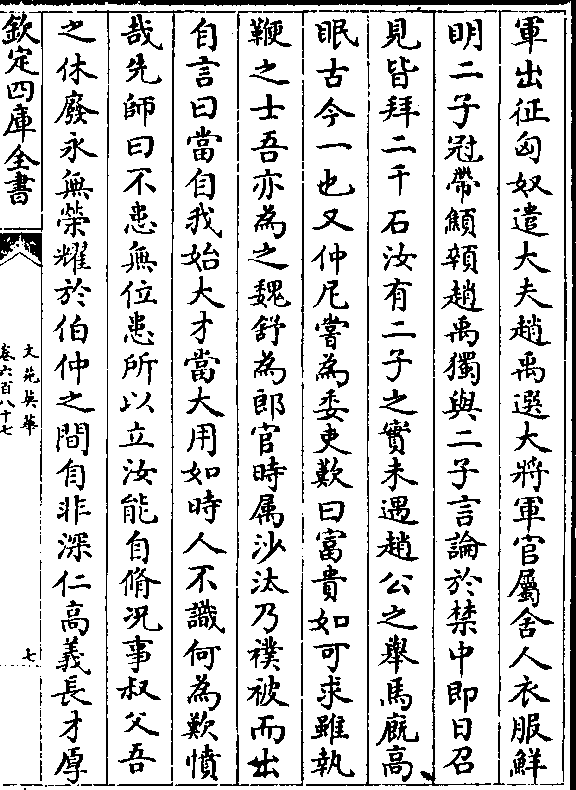 軍出征匈奴遣大夫趙禹選大將軍官屬舍人衣服鮮
明二子冠帶顦顇趙禹獨與二子言論於禁中即日召
見皆拜二千石汝有二子之實未遇趙公之舉馬廐高
眠古今一也又仲尼嘗為委吏歎曰富貴如可求雖執
鞭之士吾亦為之魏舒為郎官時属沙汰乃襆被而出
自言曰當自我始大才當大用如時人不識何為歎憤
哉先師曰不患無位患所以立汝能自脩况事叔父吾
之休廢永無榮耀於伯仲之間自非深仁高義長才厚
欽定四庫全書
文苑英華
卷六百八十七
七